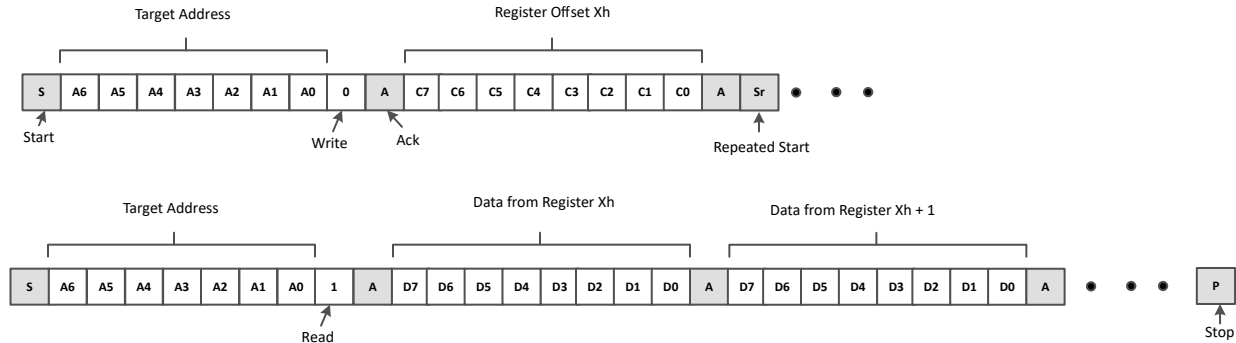 Target Address Register Offset Xh
S A6 A5 A4 A3 A2 A1 A0 0 A C7 C6 C5 C4 C3 C2 C1 C0 A Sr
Start Write Ack Repeated Start
Target Address Data from Register Xh Data from Register Xh + 1
S A6 A5 A4 A3 A2 A1 A0 1 A D7 D6 D5 D4 D3 D2 D1 D0 A D7 D6 D5 D4 D3 D2 D1 D0 A P
Read Stop